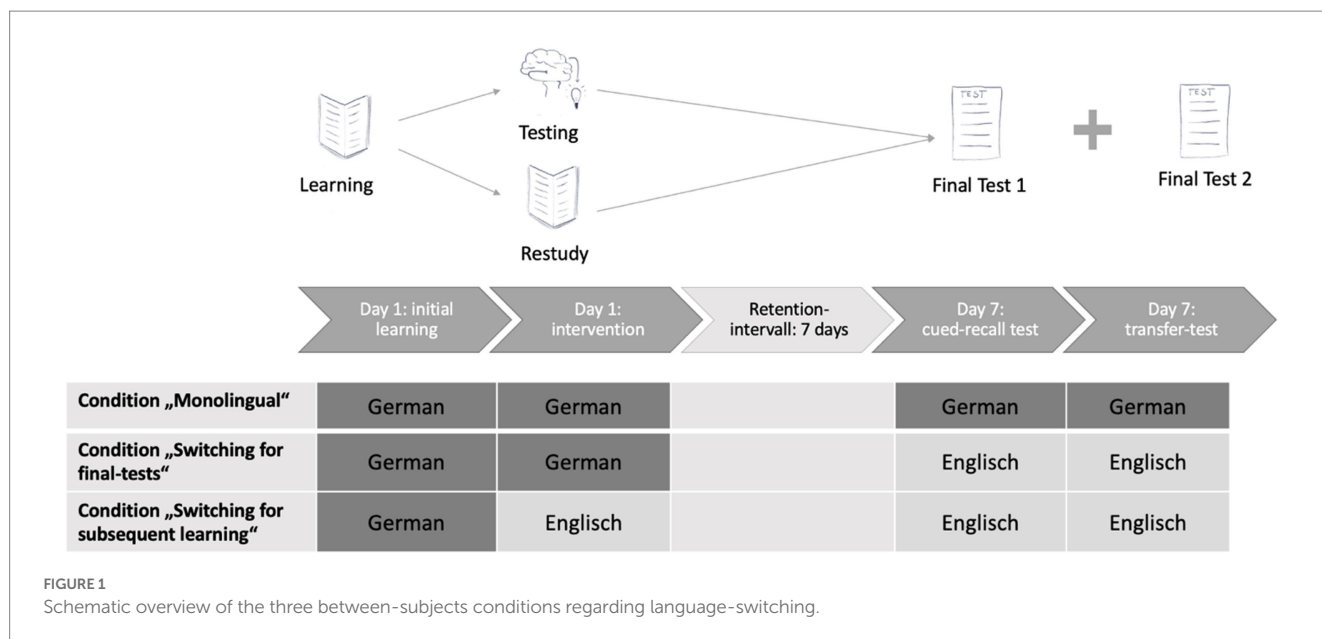 TEST
TEST
Testing
Learning
Final Test 1
Final Test 2
Restudy
Day 1: initial
learning
Day 1:
intervention
Retention-
intervall: 7 days
Day 7:
cued-recall test
Day 7:
transfer-test
Condition „Monolingual“
German
German
German
German
Condition „Switching for
final-tests“
German
German
Englisch
Englisch
Condition „Switching for
subsequent learning“
German
Englisch
Englisch
Englisch
FIGURE 1
Schematic overview of the three between-subjects conditions regarding language-switching.